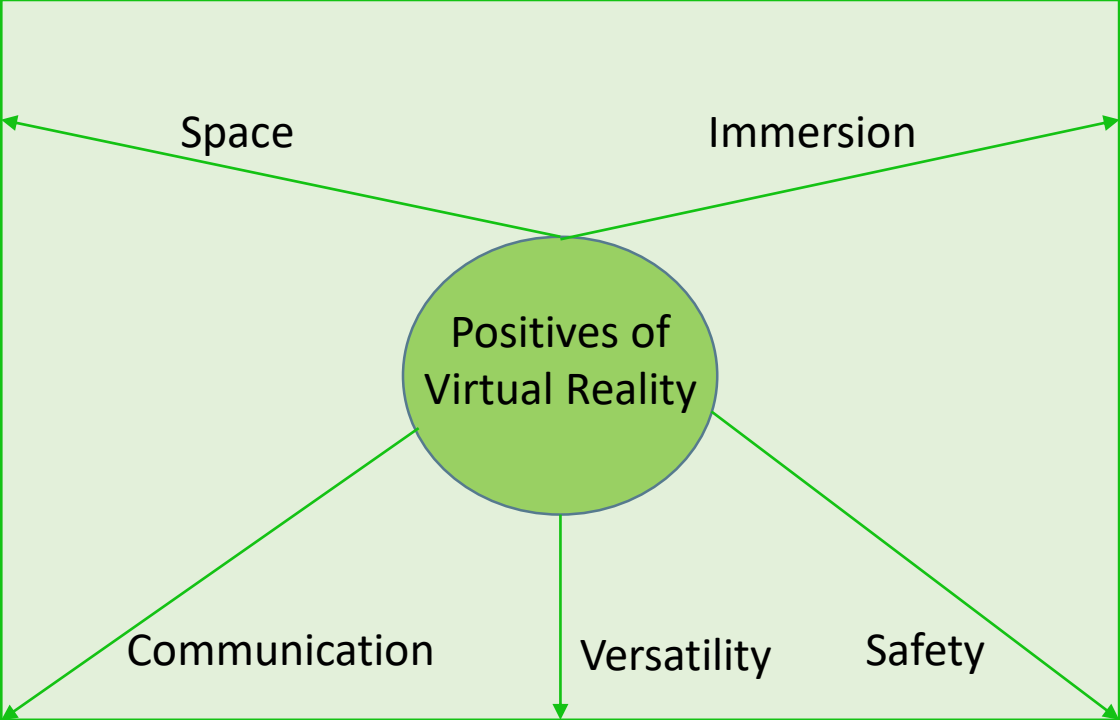 Space
Immersion
Positives of
Virtual Reality
Communication
Versatility
Safety